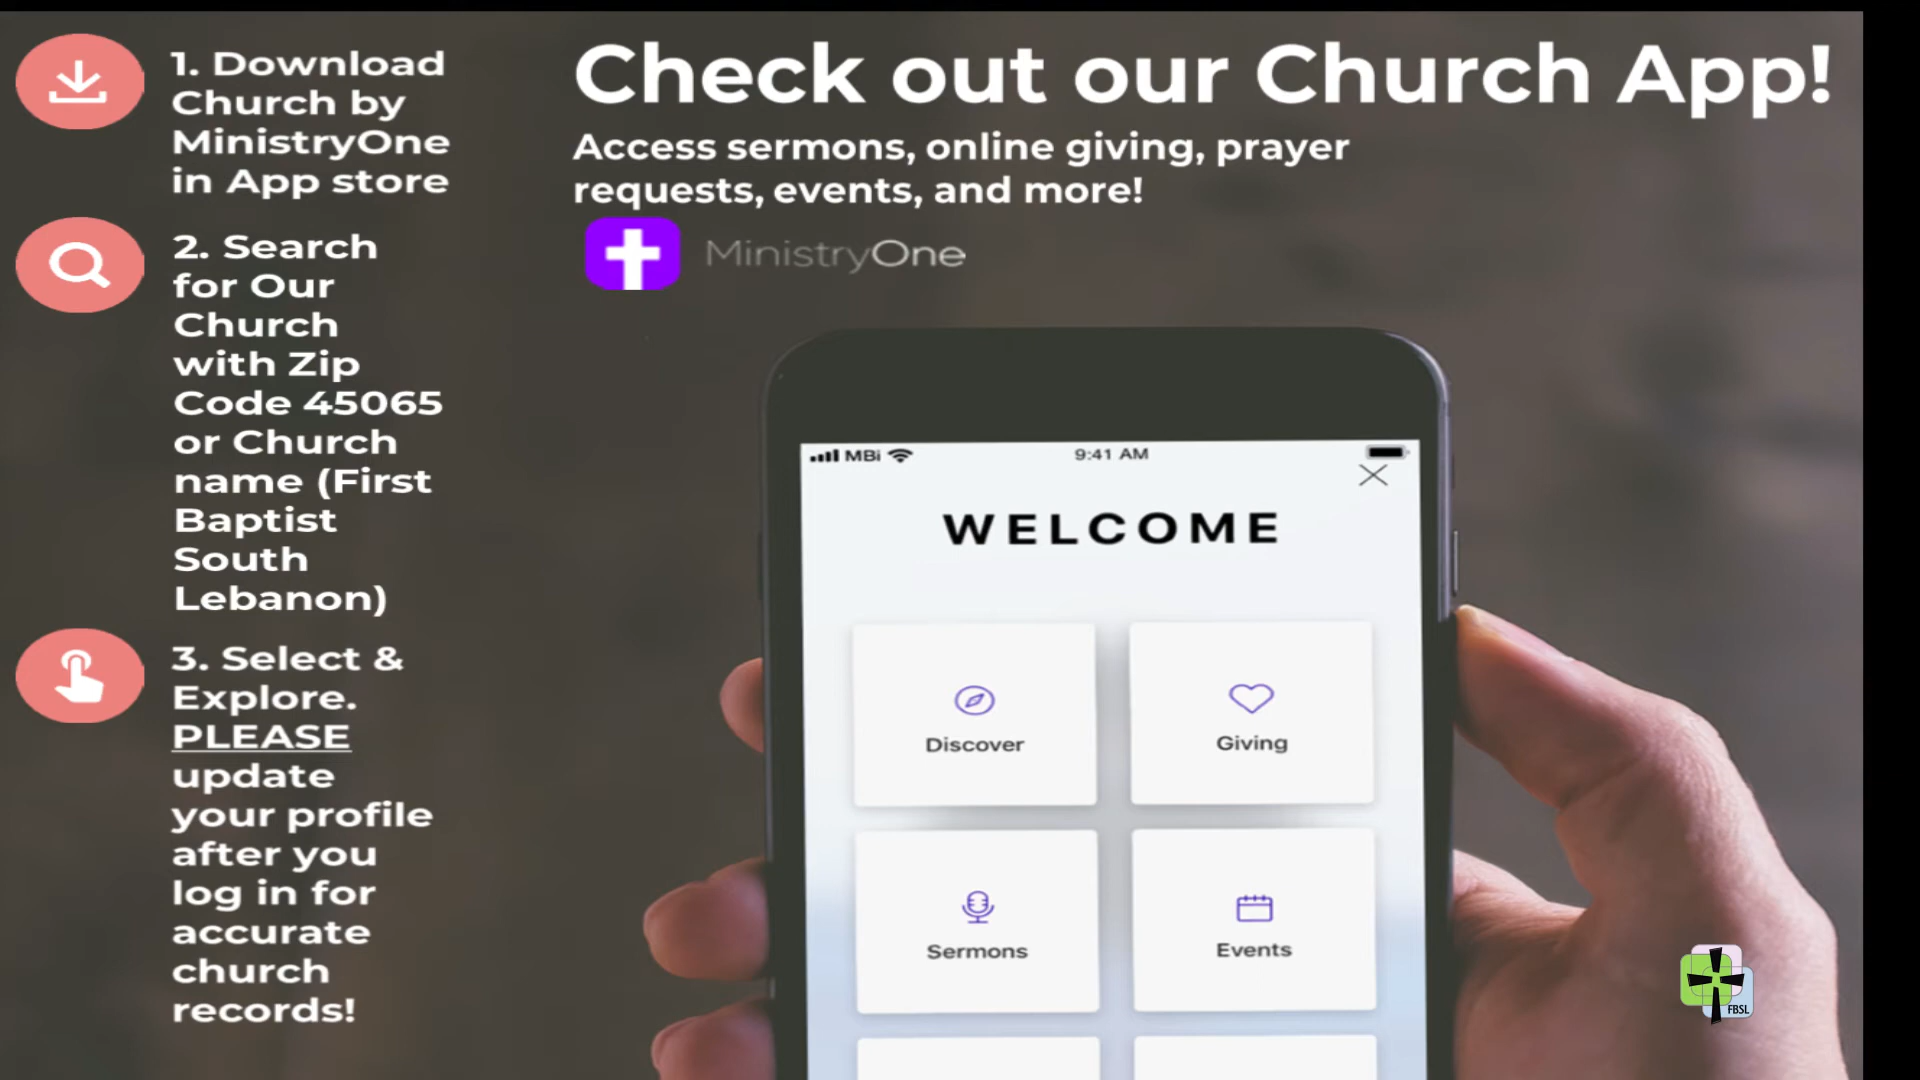 1. Download
Church by
MinistryOne
in App store
2. Search
for Our
Church
with Zip
Code 45065
or Church
name (First
Baptist
South
Lebanon)
3. Select &
Explore.
PLEASE
update
your profile
after you
log in for
accurate
church
records!
Check out our Church App!
Access sermons, online giving, prayer
requests, events, and more!
MinistryOne
MBi 9:41 AM
WELCOME
Discover Giving
Sermons Events
FBSL